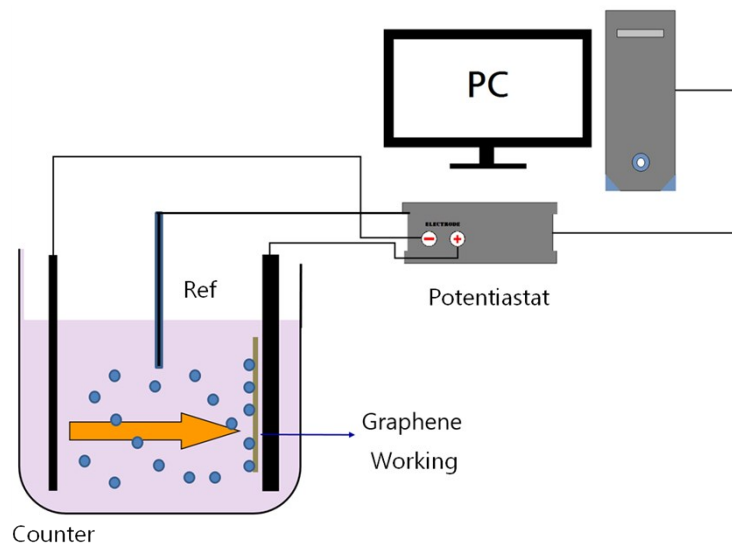 PC
ELECTRODE
Ref
Potentiastat
Graphene
Working
Counter